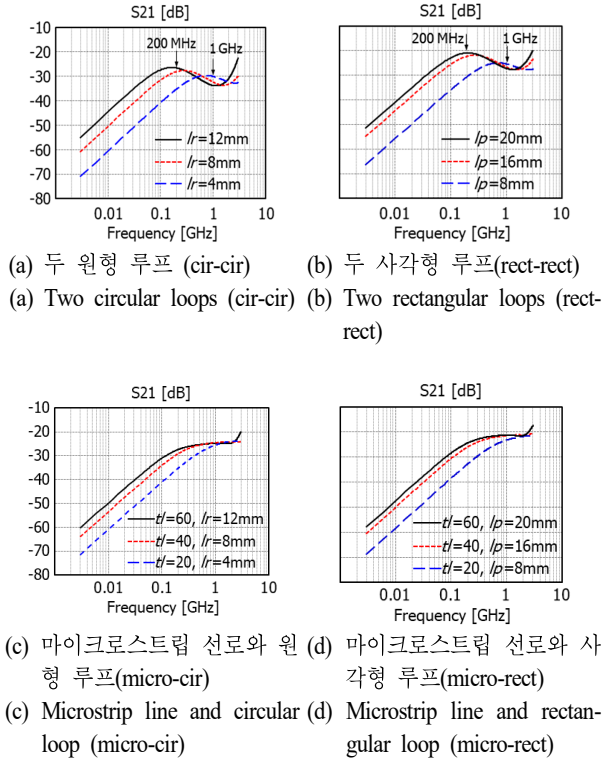 S21 [dB]
-10
-20
-30
-40
-50
-60
-70
-80
200 MHz
1 GHz
lr=12mm
lr=8mm
lr=4mm
0.01
0.1
1
10
Frequency [GHz]
S21 [dB]
200 MHz
1 GHz
lp=20mm
lp=16mm
lp=8mm
0.01
0.1
1
10
Frequency [GHz]
(a) 두 원형 루프 (cir-cir)
(a) Two circular loops (cir-cir)
(b) 두 사각형 루프(rect-rect)
(b) Two rectangular loops (rect-
rect)
S21 [dB]
-10
-20
-30
-40
-50
-60
-70
-80
tl=60, lr=12mm
tl=40, lr=8mm
tl=20, lr=4mm
0.01
0.1
1
10
Frequency [GHz]
S21 [dB]
tl=60, lp=20mm
tl=40, lp=16mm
tl=20, lp=8mm
0.01
0.1
1
10
Frequency [GHz]
(c) 마이크로스트립 선로와 원
형 루프(micro-cir)
(c) Microstrip line and circular
loop (micro-cir)
(d) 마이크로스트립 선로와 사
각형 루프(micro-rect)
(d) Microstrip line and rectan-
gular loop (micro-rect)